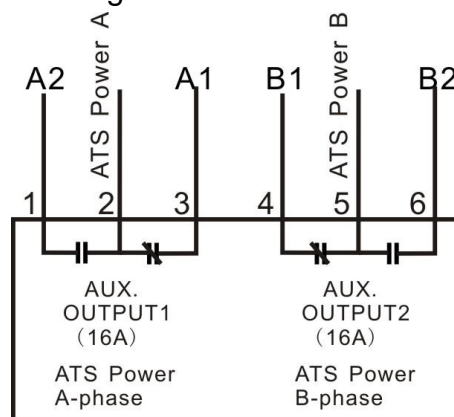 A2
ATS Power A
A1
B1
ATS Power B
B2
1
2
3
4
5
6
AUX.
OUTPUT1
(16A)
AUX.
OUTPUT2
(16A)
ATS Power
A-phase
ATS Power
B-phase